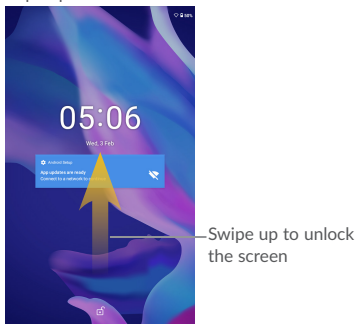 98%
05:06
Wed, 3 Feb
Android Setup
App updates are ready
Connect to a network to
Swipe up to unlock
the screen